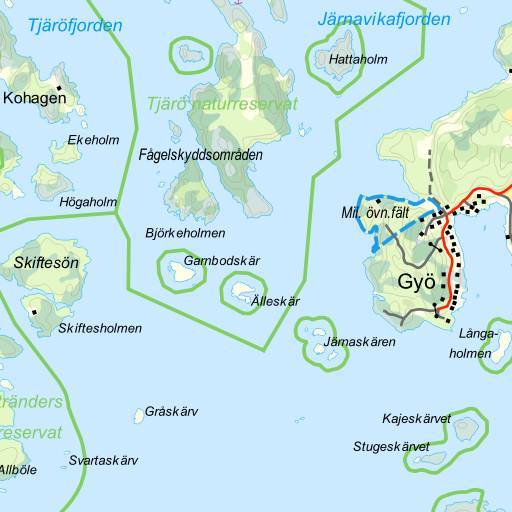 Tjäröfjorden
Järnavikafjorden
Hattaholm
Kohagen
Tjärö naturreservat
Ekeholm
Fågelskyddsområden
Högaholm
Mil. övn.fält
Björkeholmen
Skiftesön
Gambodskär
Gyö
Älleskär
Skiftesholmen
Järnaskären
Långa-
holmen
tränders
reservat
Gråskärv
Kajeskärvet
Stugeskärvet
Svartaskärv
Allböle